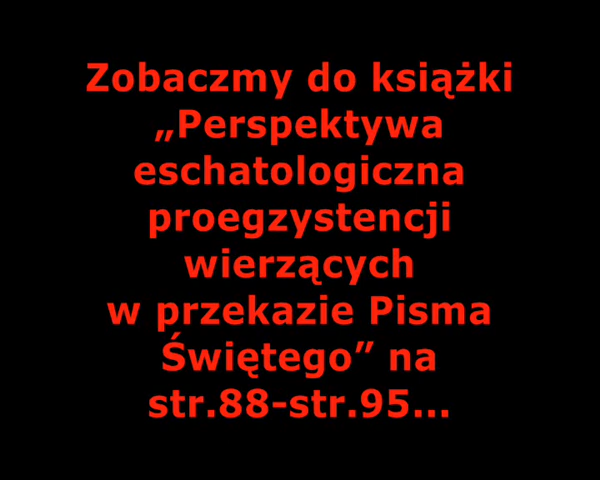 Zobaczmy do książki
„Perspektywa
eschatologiczna
proegzystencji
wierzących
w przekazie Pisma
Świętego” na
str.88-str.95...